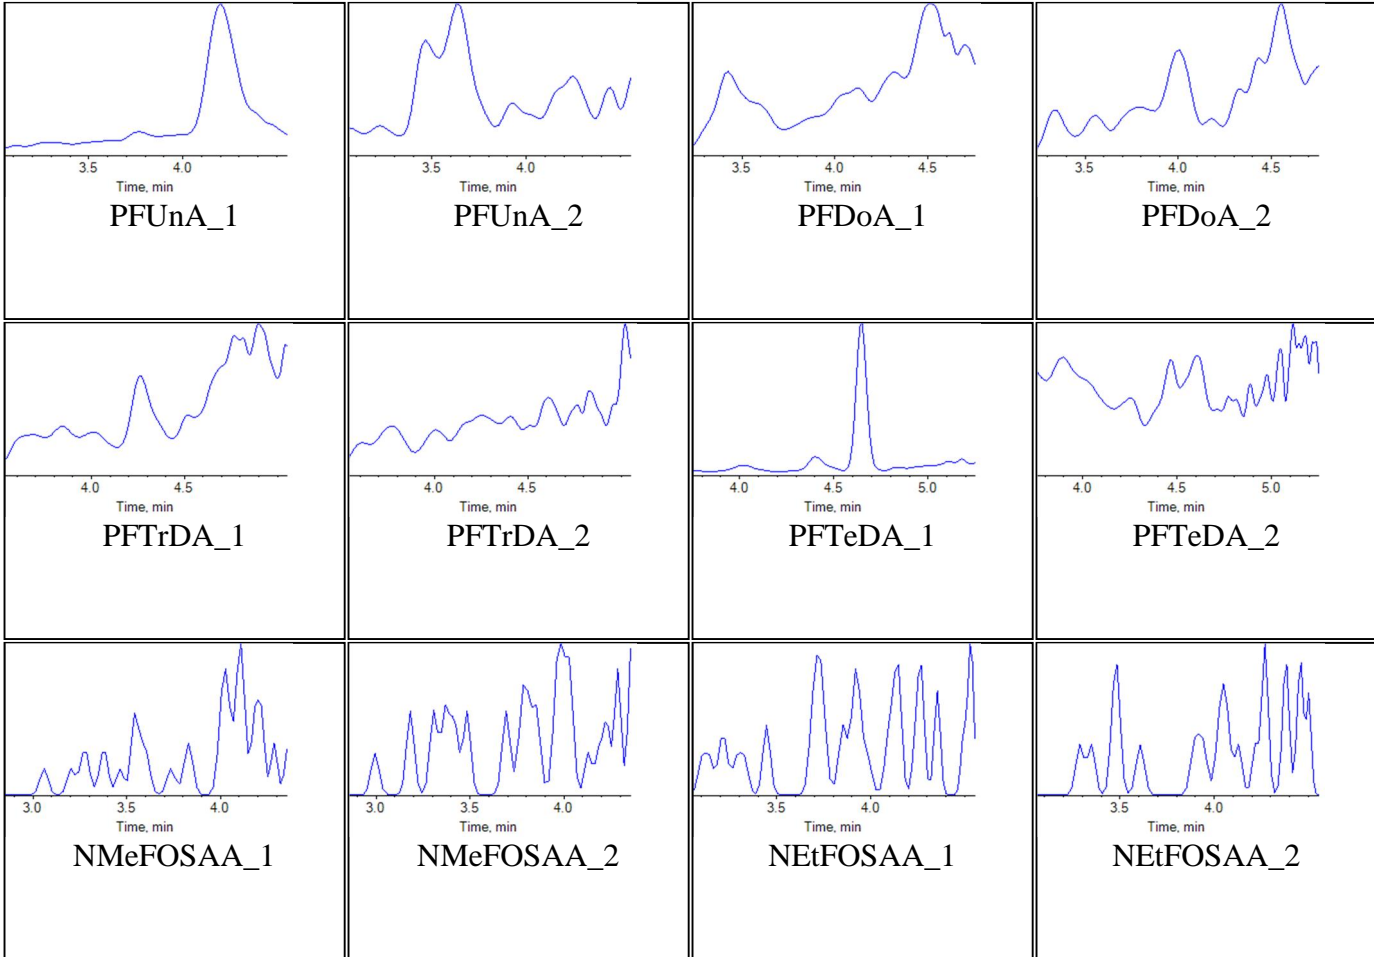 3.5 4.0
Time, min
PFUnA_1
3.5 4.0
Time, min
PFUnA_2
3.5 4.0 4.5
Time, min
PFDoA_1
3.5 4.0 4.5
Time, min
PFDoA_2
4.0 4.5
Time, min
PFTrDA_1
4.0 4.5
Time, min
PFTrDA_2
4.0 4.5 5.0
Time, min
PFTeDA_1
4.0 4.5 5.0
Time, min
PFTeDA_2
3.0 3.5 4.0
Time, min
NMeFOSAA_1
3.0 3.5 4.0
Time, min
NMeFOSAA_2
3.5 4.0
Time, min
NEtFOSAA_1
3.5 4.0
Time, min
NEtFOSAA_2